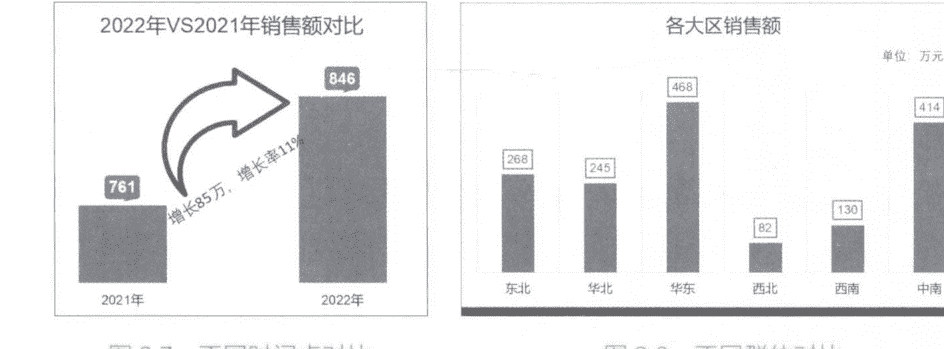 2022年VS2021年销售额对比
846
761
增长85万，增长率11%
2021年
2022年
各大区销售额
单位 万元
468
414
268
245
130
82
东北
华北
华东
西北
西南
中南